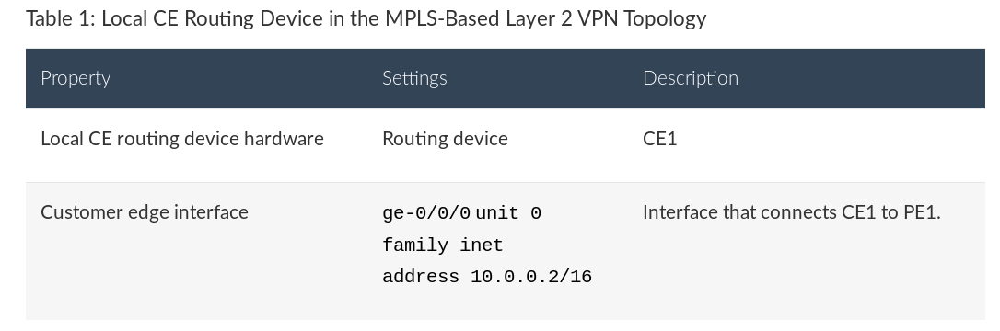 Table 1: Local CE Routing Device in the MPLS-Based Layer 2 VPN Topology
Property Settings Description
Local CE routing device hardware Routing device CE1
Customer edge interface ge-0/0/0 unit 0 Interface that connects CE1 to PE1.
family inet
address 10.0.0.2/16